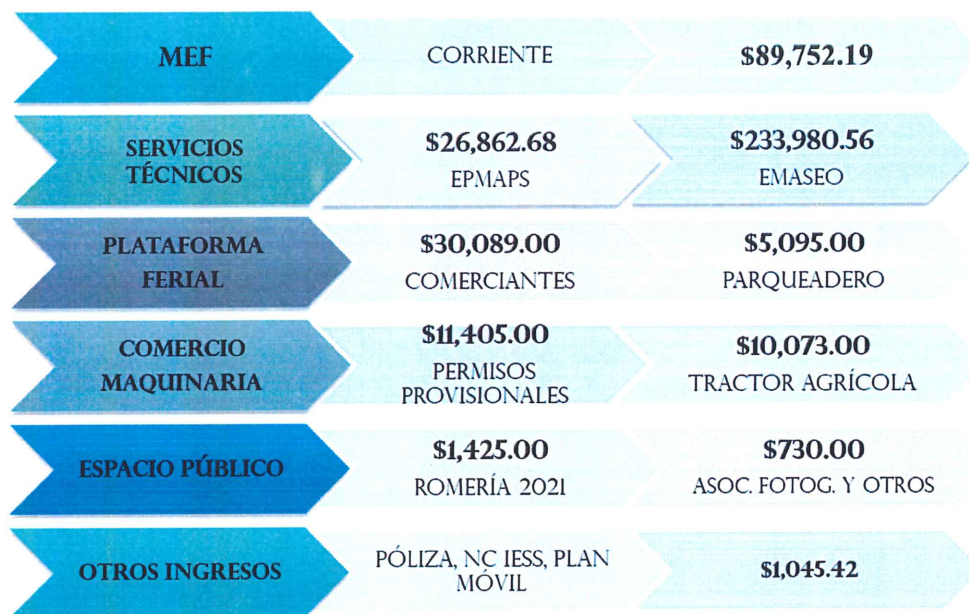 MEF
CORRIENTE
$89,752.19
SERVICIOS
TÉCNICOS
$26,862.68
EPMAPS
$233,980.56
EMASEO
PLATAFORMA
FERIAL
$30,089.00
COMERCIANTES
$5,095.00
PARQUEADERO
COMERCIO
MAQUINARIA
$11,405.00
PERMISOS
PROVISIONALES
$10,073.00
TRACTOR AGRÍCOLA
ESPACIO PÚBLICO
$1,425.00
ROMERÍA 2021
$730.00
ASOC. FOTOG. Y OTROS
OTROS INGRESOS
PÓLIZA, NC IESS, PLAN
MÓVIL
$1,045.42